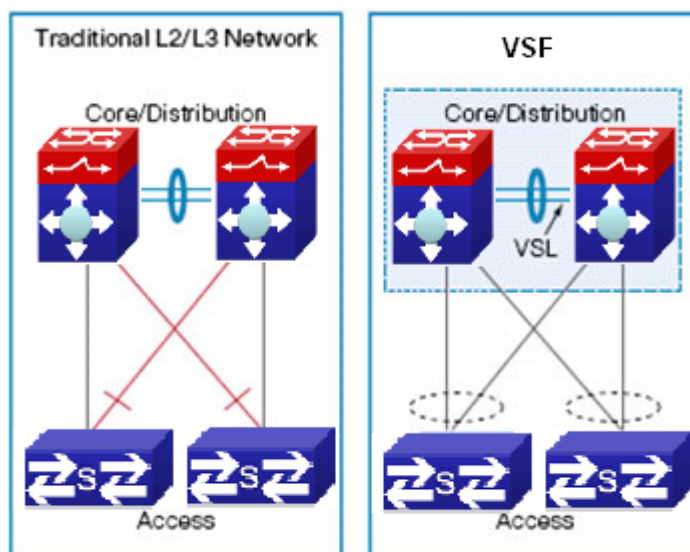 Traditional L2/L3 Network
Core/Distribution
S
S
Access
VSF
Core/Distribution
VSL
S
S
Access